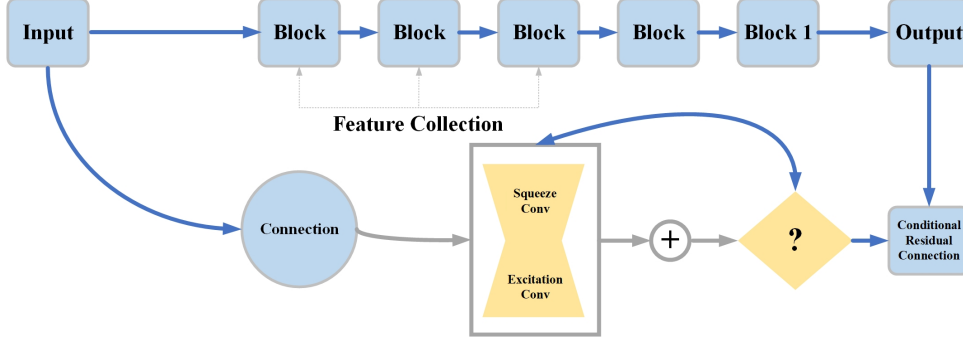 Input
Block
Block
Block
Block
Block 1
Output
Feature Collection
Connection
Squeeze
Conv
Excitation
Conv
+
?
Conditional
Residual
Connection